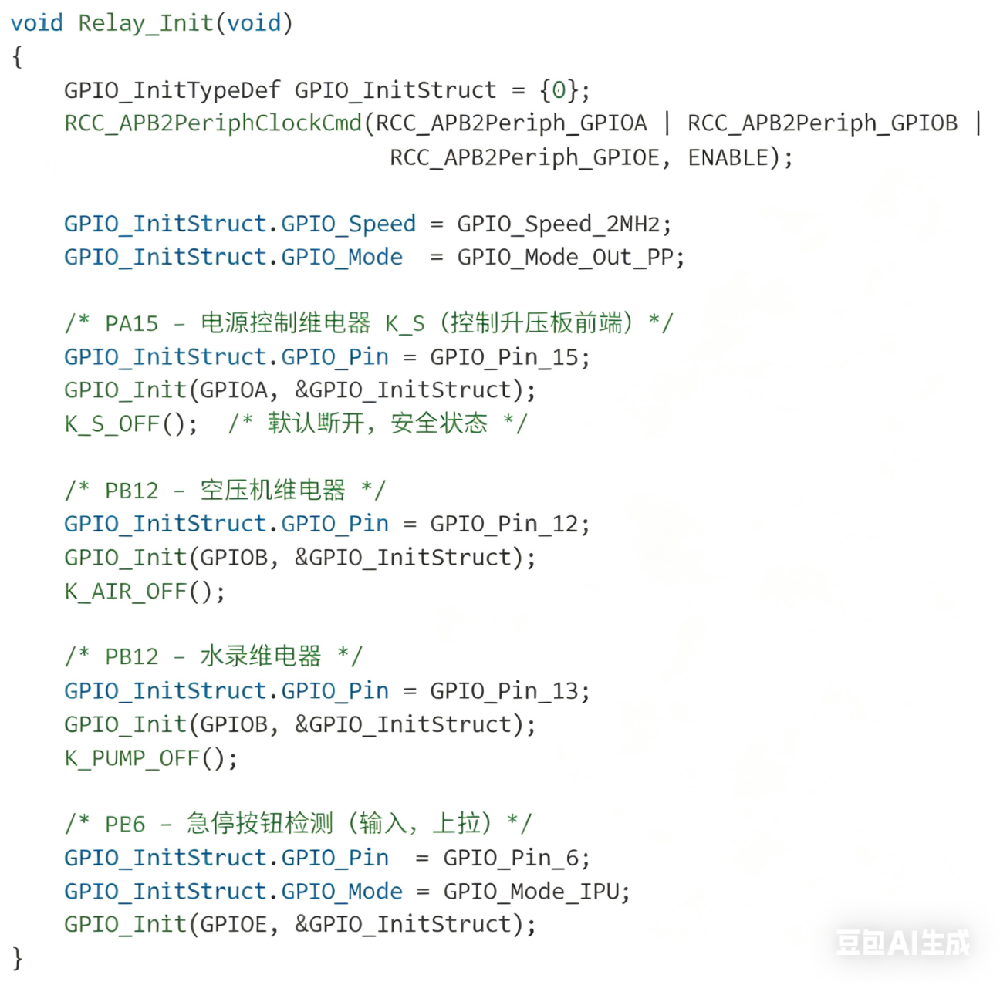 void Relay_Init(void)
{
    GPIO_InitTypeDef GPIO_InitStruct = {0};
    RCC_APB2PeriphClockCmd(RCC_APB2Periph_GPIOA | RCC_APB2Periph_GPIOB |
                            RCC_APB2Periph_GPIOE, ENABLE);

    GPIO_InitStruct.GPIO_Speed = GPIO_Speed_2MH2;
    GPIO_InitStruct.GPIO_Mode  = GPIO_Mode_Out_PP;

    /* PA15 – 电源控制维电器 K_S（控制升压板前端）*/
    GPIO_InitStruct.GPIO_Pin = GPIO_Pin_15;
    GPIO_Init(GPIOA, &GPIO_InitStruct);
    K_S_OFF();  /* 默认断开，安全状态 */

    /* PB12 – 空压机维电器 */
    GPIO_InitStruct.GPIO_Pin = GPIO_Pin_12;
    GPIO_Init(GPIOB, &GPIO_InitStruct);
    K_AIR_OFF();

    /* PB12 – 水录维电器 */
    GPIO_InitStruct.GPIO_Pin = GPIO_Pin_13;
    GPIO_Init(GPIOB, &GPIO_InitStruct);
    K_PUMP_OFF();

    /* PB6 – 急停按钮检测（输入，上拉）*/
    GPIO_InitStruct.GPIO_Pin  = GPIO_Pin_6;
    GPIO_InitStruct.GPIO_Mode = GPIO_Mode_IPU;
    GPIO_Init(GPIOE, &GPIO_InitStruct);
}
豆包AI生成